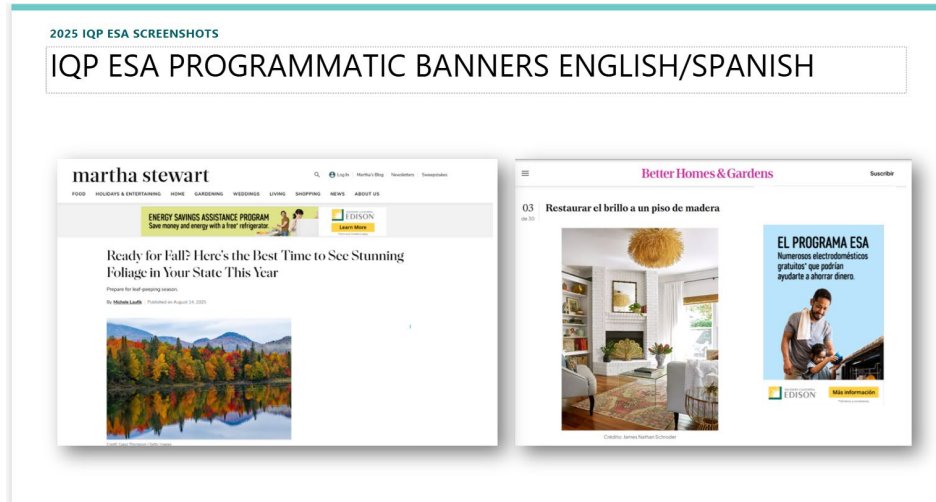 2025 IQP ESA SCREENSHOTS
IQP ESA PROGRAMMATIC BANNERS ENGLISH/SPANISH
martha stewart
Log In
Martha's Blog
Newsletters
Sweepstakes
FOOD HOLIDAYS & ENTERTAINING HOME GARDENING WEDDINGS LIVING SHOPPING NEWS ABOUT US
ENERGY SAVINGS ASSISTANCE PROGRAM
Save money and energy with a free* refrigerator.
EDISON
Learn More
Ready for Fall? Here's the Best Time to See Stunning
Foliage in Your State This Year
Prepare for leaf-peeping season.
By Michelle Laufik Published on August 24, 2025
Better Homes & Gardens
Suscribir
03 Restaurar el brillo a un piso de madera
de 30
EL PROGRAMA ESA
Numerosos electrodomésticos
gratuitos* que podrían
ayudarte a ahorrar dinero.
EDISON
Más información
Crédito: James Nathan Schroder